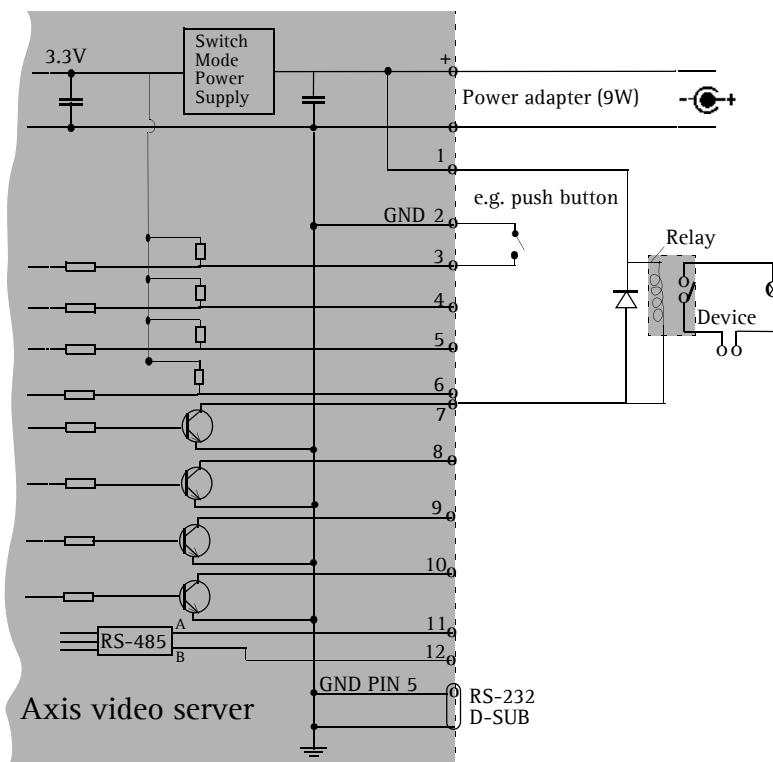 Switch
Mode
Power
Supply
3.3V
+
Power adapter (9W)
- +
1
e.g. push button
GND 2
Relay
3
4
Device
5
6
7
8
9
10
A
11
RS-485
B
12
GND PIN 5
RS-232
D-SUB
Axis video server